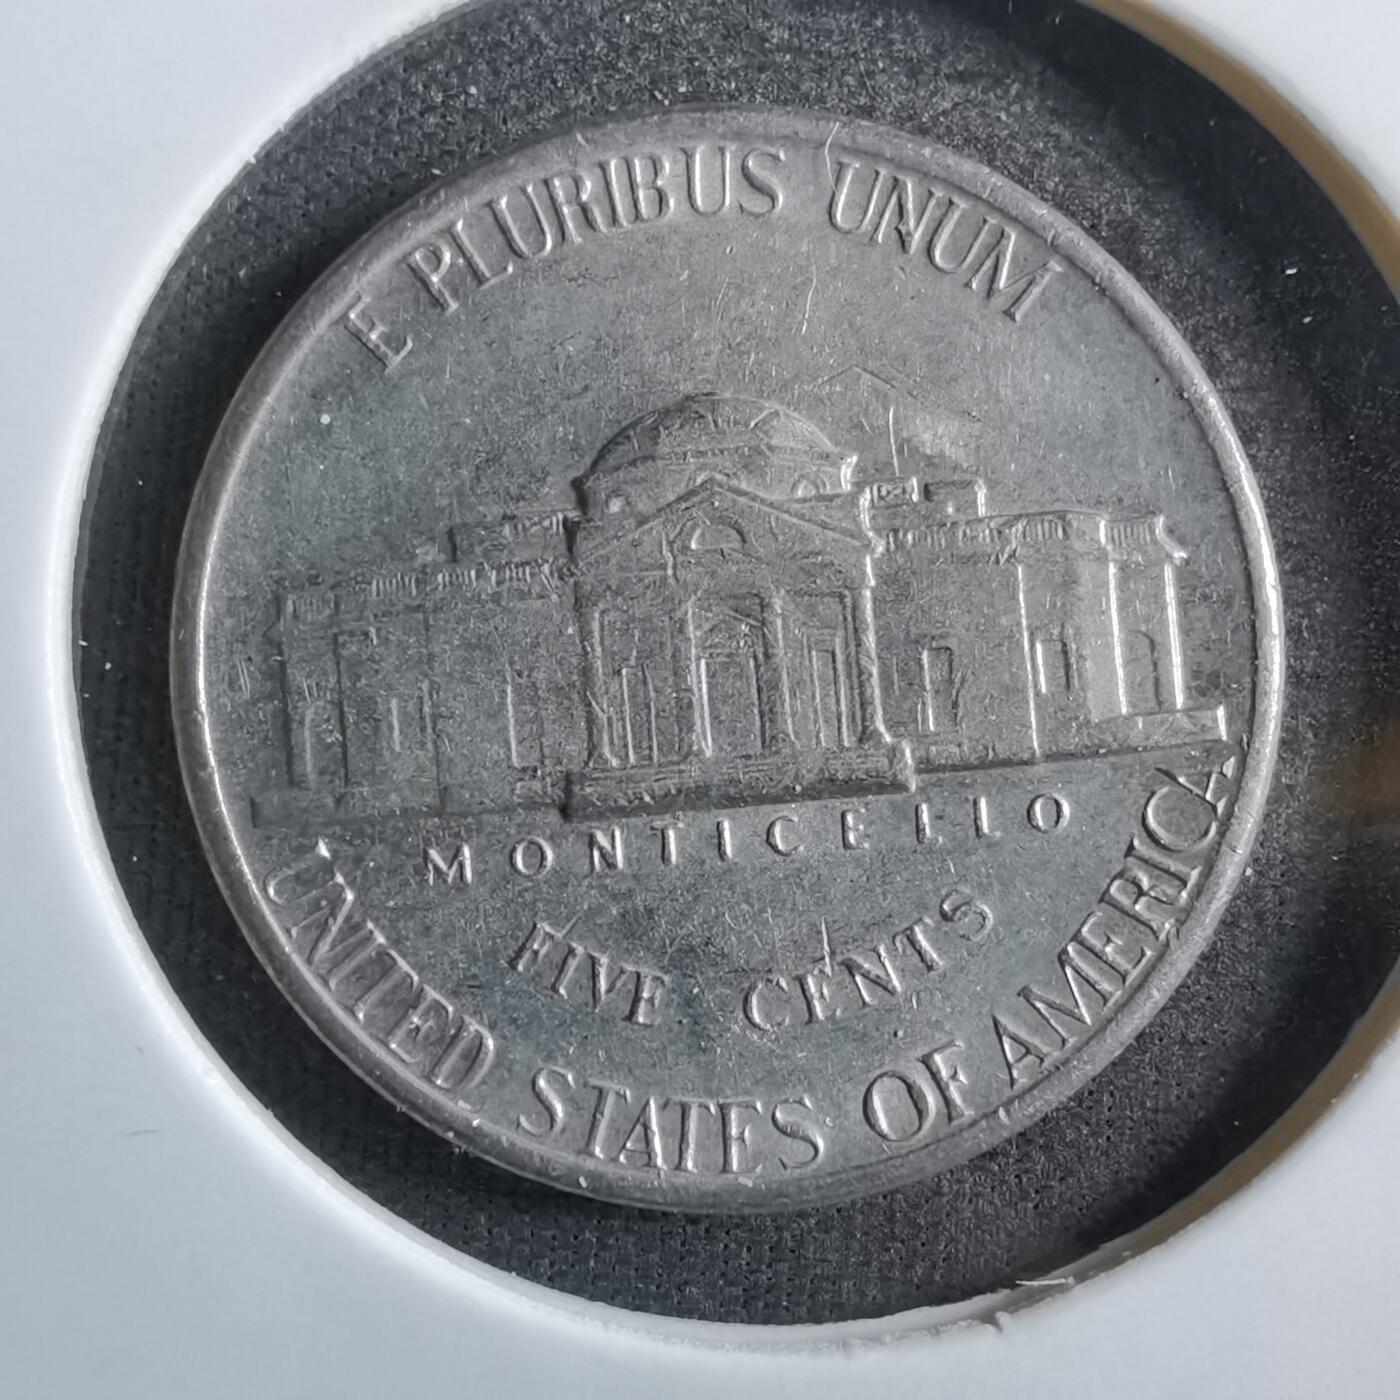 E PLURIBUS UNUM
MONTICELLO
FIVE CENTS
UNITED STATES OF AMERICA